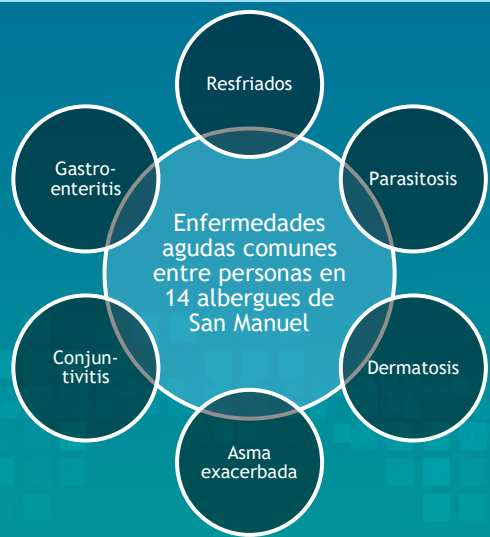 Resfriados
Gastro-
enteritis
Parasitosis
Enfermedades
agudas comunes
entre personas en
14 albergues de
San Manuel
Conjun-
tivitis
Dermatosis
Asma
exacerbada